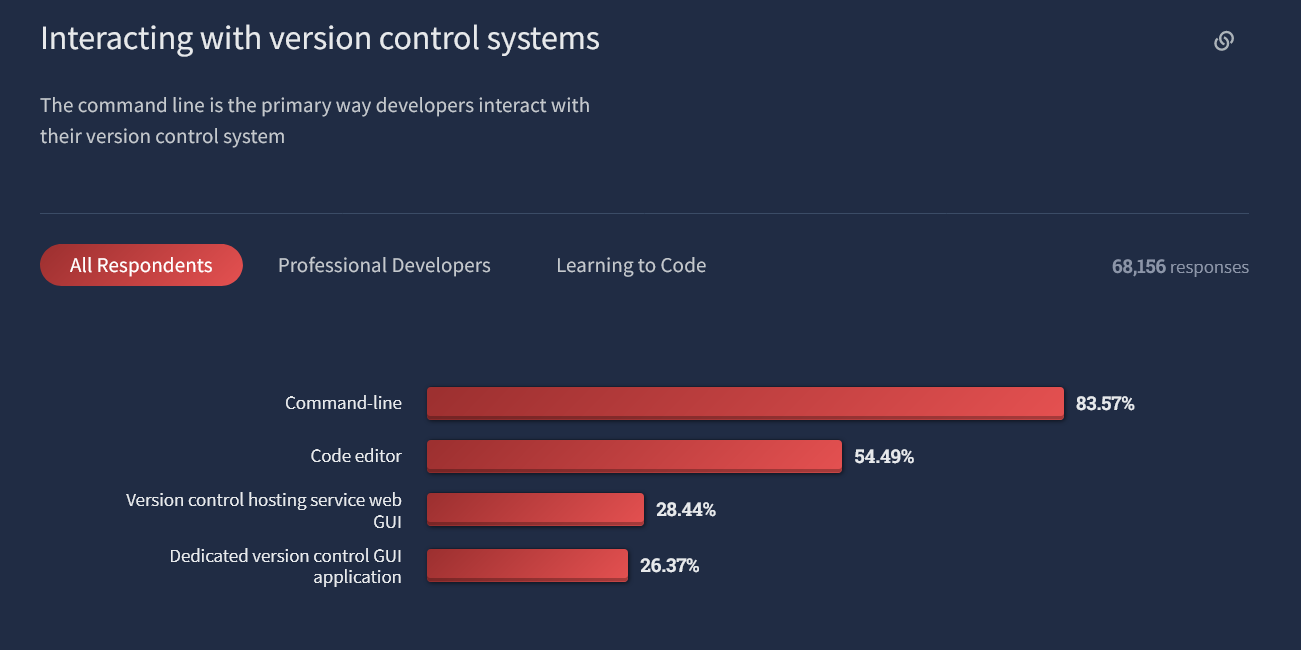 Interacting with version control systems
The command line is the primary way developers interact with
their version control system
All Respondents
Professional Developers
Learning to Code
68,156 responses
Command-line
83.57%
Code editor
54.49%
Version control hosting service web
GUI
28.44%
Dedicated version control GUI
application
26.37%